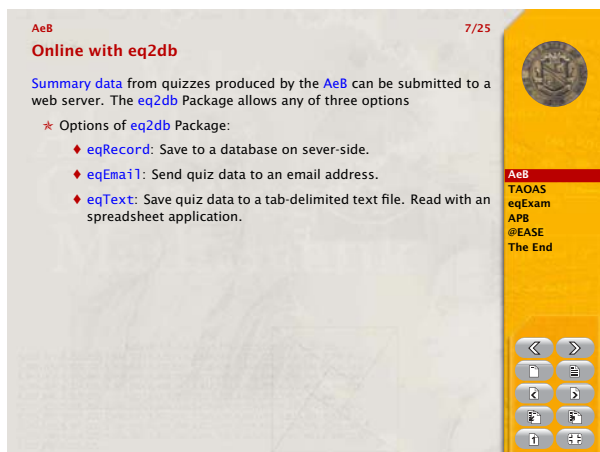 AeB 7/25
Online with eq2db
Summary data from quizzes produced by the AeB can be submitted to a
web server. The eq2db Package allows any of three options
✶ Options of eq2db Package:
♦ eqRecord: Save to a database on sever-side.
♦ eqEmail: Send quiz data to an email address.
♦ eqText: Save quiz data to a tab-delimited text file. Read with an
spreadsheet application.
AeB
TAOAS
eqExam
APB
@EASE
The End